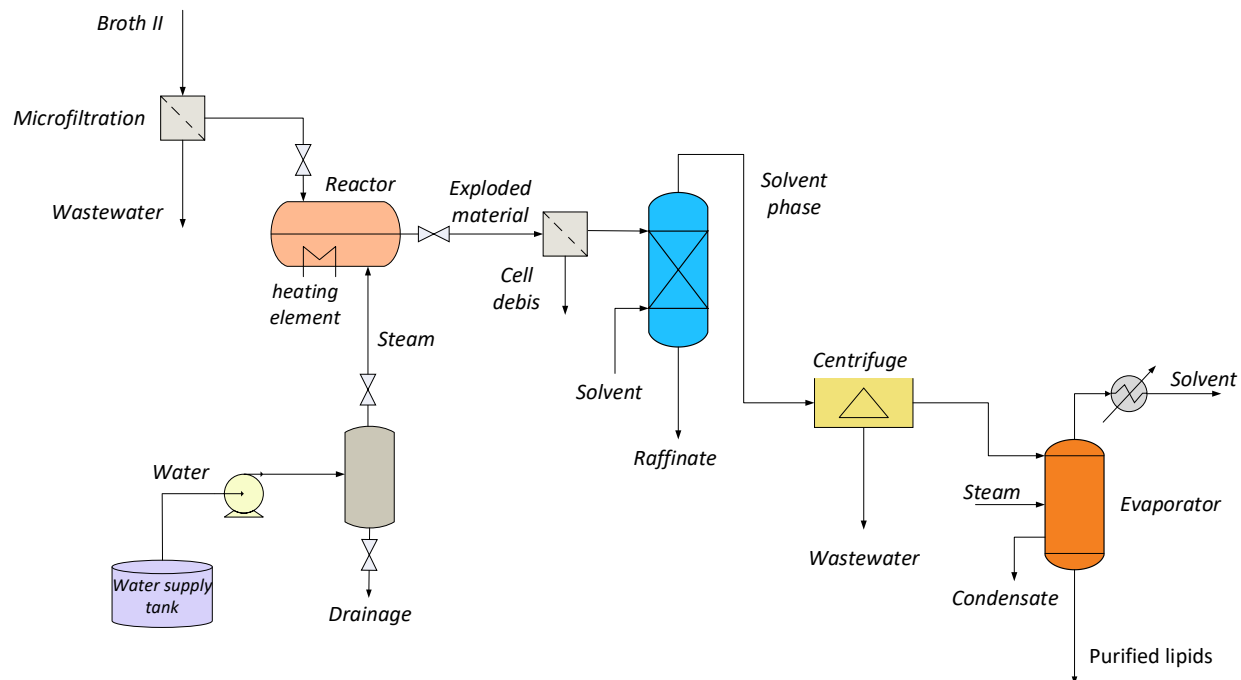 Broth II
Microfiltration
Wastewater
Reactor
heating
element
Exploded
material
Cell
debis
Solvent
phase
Steam
Solvent
Raffinate
Centrifuge
Solvent
Water
Water supply
tank
Drainage
Wastewater
Steam
Evaporator
Condensate
Purified lipids